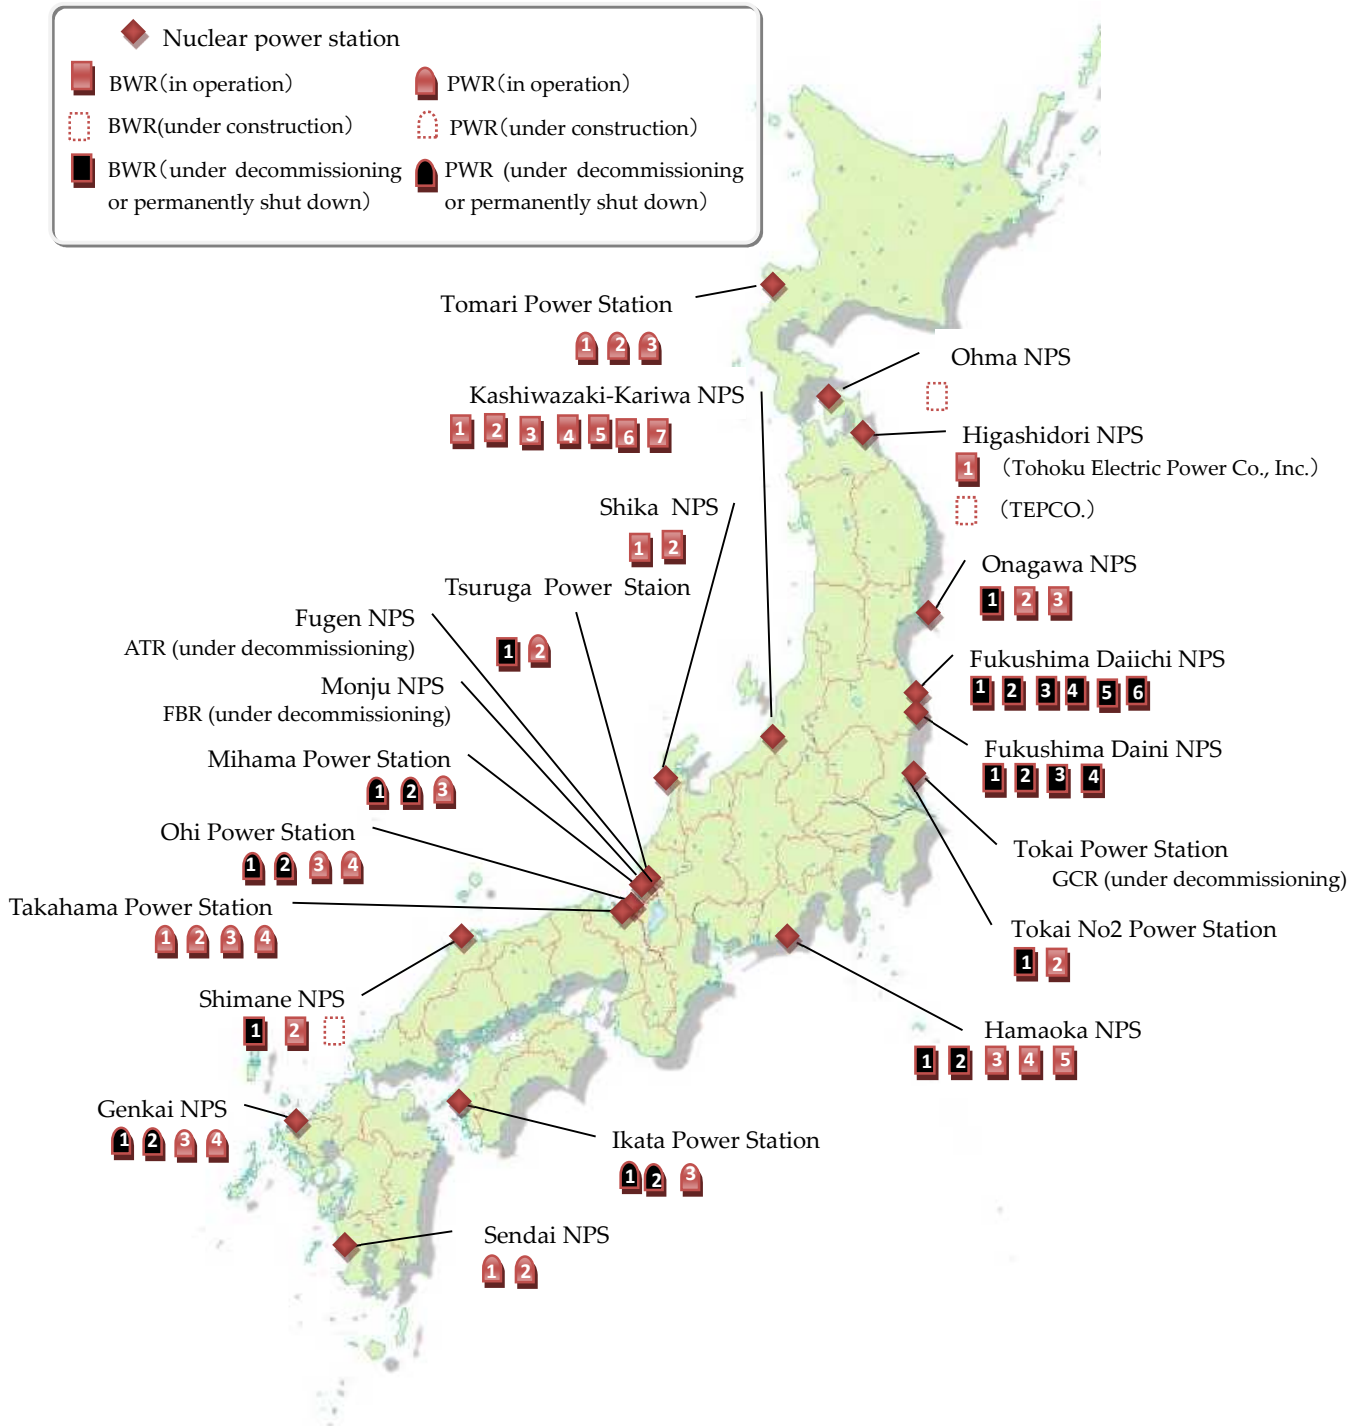 Nuclear power station
BWR(in operation)
PWR(in operation)
BWR(under construction)
PWR(under construction)
BWR(under decommissioning
or permanently shut down)
PWR (under decommissioning
or permanently shut down)
Tomari Power Station
1 2 3
Ohma NPS
Kashiwazaki-Kariwa NPS
1 2 3 4 5 6 7
Higashidori NPS
1 (Tohoku Electric Power Co., Inc.)
(TEPCO.)
Shika NPS
1 2
Onagawa NPS
1 2 3
Tsuruga Power Staion
1 2
Fugen NPS
ATR (under decommissioning)
Fukushima Daiichi NPS
1 2 3 4 5 6
Monju NPS
FBR (under decommissioning)
Fukushima Daini NPS
1 2 3 4
Mihama Power Station
1 2 3
Ohi Power Station
1 2 3 4
Tokai Power Station
GCR (under decommissioning)
Takahama Power Station
1 2 3 4
Tokai No2 Power Station
1 2
Shimane NPS
1 2
Hamaoka NPS
1 2 3 4 5
Genkai NPS
1 2 3 4
Ikata Power Station
1 2 3
Sendai NPS
1 2